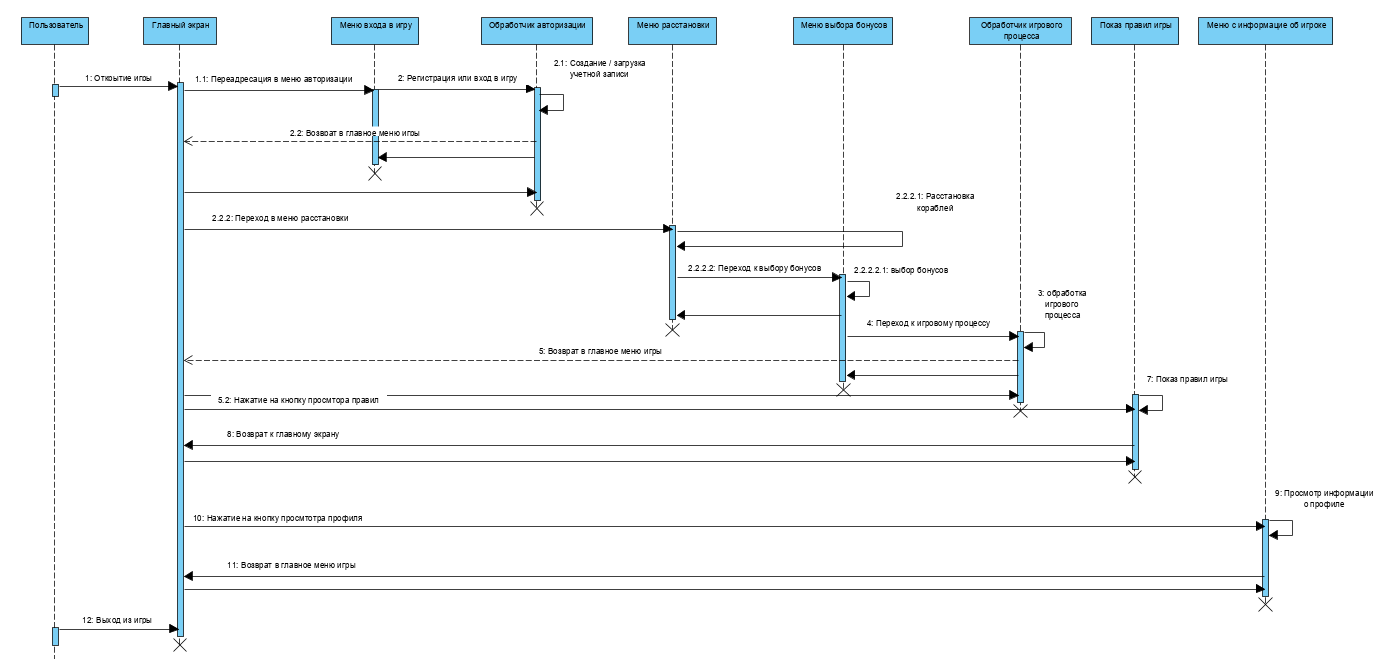 Пользователь
Главный экран
Меню входа в игру
Обработчик авторизации
Меню расстановки
Меню выбора бонусов
Обработчик игрового
процесса
Показ правил игры
Меню с информацие об игроке
2.1: Создание / загрузка
учетной записи
1: Открытие игры
1.1: Переадресация в меню авторизации
2: Регистрация или вход в игру
2.2: Возврат в главное меню игры
2.2.2.1: Расстановка
кораблей
2.2.2: Переход в меню расстановки
2.2.2.2: Переход к выбору бонусов
2.2.2.2.1: выбор бонусов
3: обработка
игрового
процесса
4: Переход к игровому процессу
5: Возврат в главное меню игры
7: Показ правил игры
5.2: Нажатие на кнопку просмтора правил
8: Возврат к главному экрану
9: Просмотр информации
о профиле
10: Нажатие на кнопку просмтотра профиля
11: Возврат в главное меню игры
12: Выход из игры